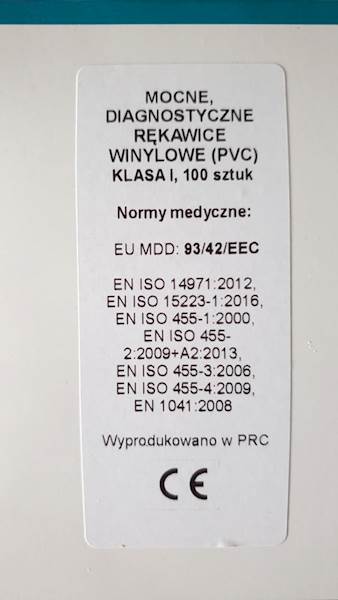 MOCNE,
DIAGNOSTYCZNE
RĘKAWICE
WINYLOWE (PVC)
KLASA I, 100 sztuk
Normy medyczne:
EU MDD: 93/42/EEC
EN ISO 14971:2012,
EN ISO 15223-1:2016,
EN ISO 455-1:2000,
EN ISO 455-
2:2009+A2:2013,
EN ISO 455-3:2006,
EN ISO 455-4:2009,
EN 1041:2008
Wyprodukowano w PRC
CE